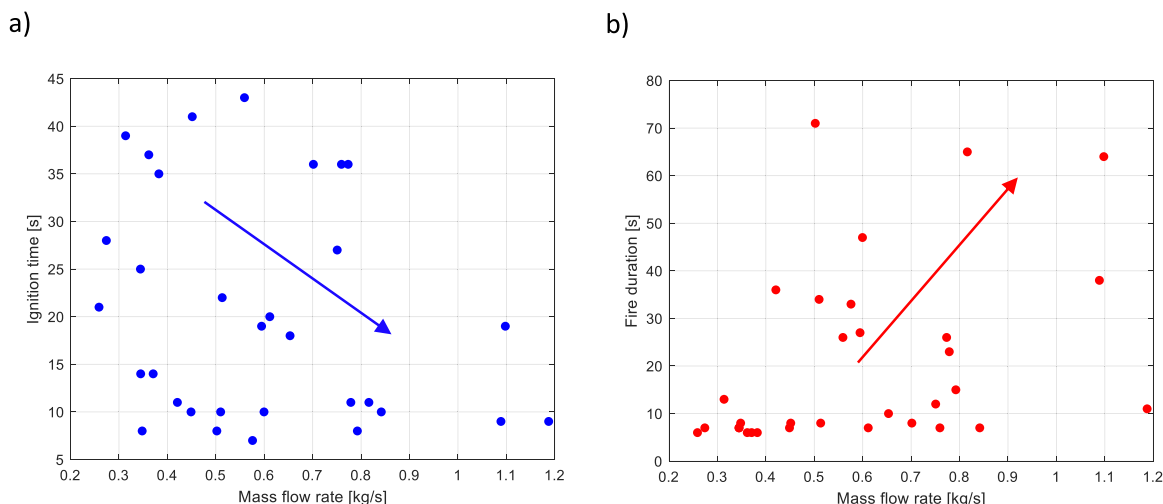 a)
b)
45
40
35
30
25
20
15
10
5
Ignition time [s]
0.2 0.3 0.4 0.5 0.6 0.7 0.8 0.9 1 1.1 1.2
Mass flow rate [kg/s]
80
70
60
50
40
30
20
10
0
Fire duration [s]
0.2 0.3 0.4 0.5 0.6 0.7 0.8 0.9 1 1.1 1.2
Mass flow rate [kg/s]